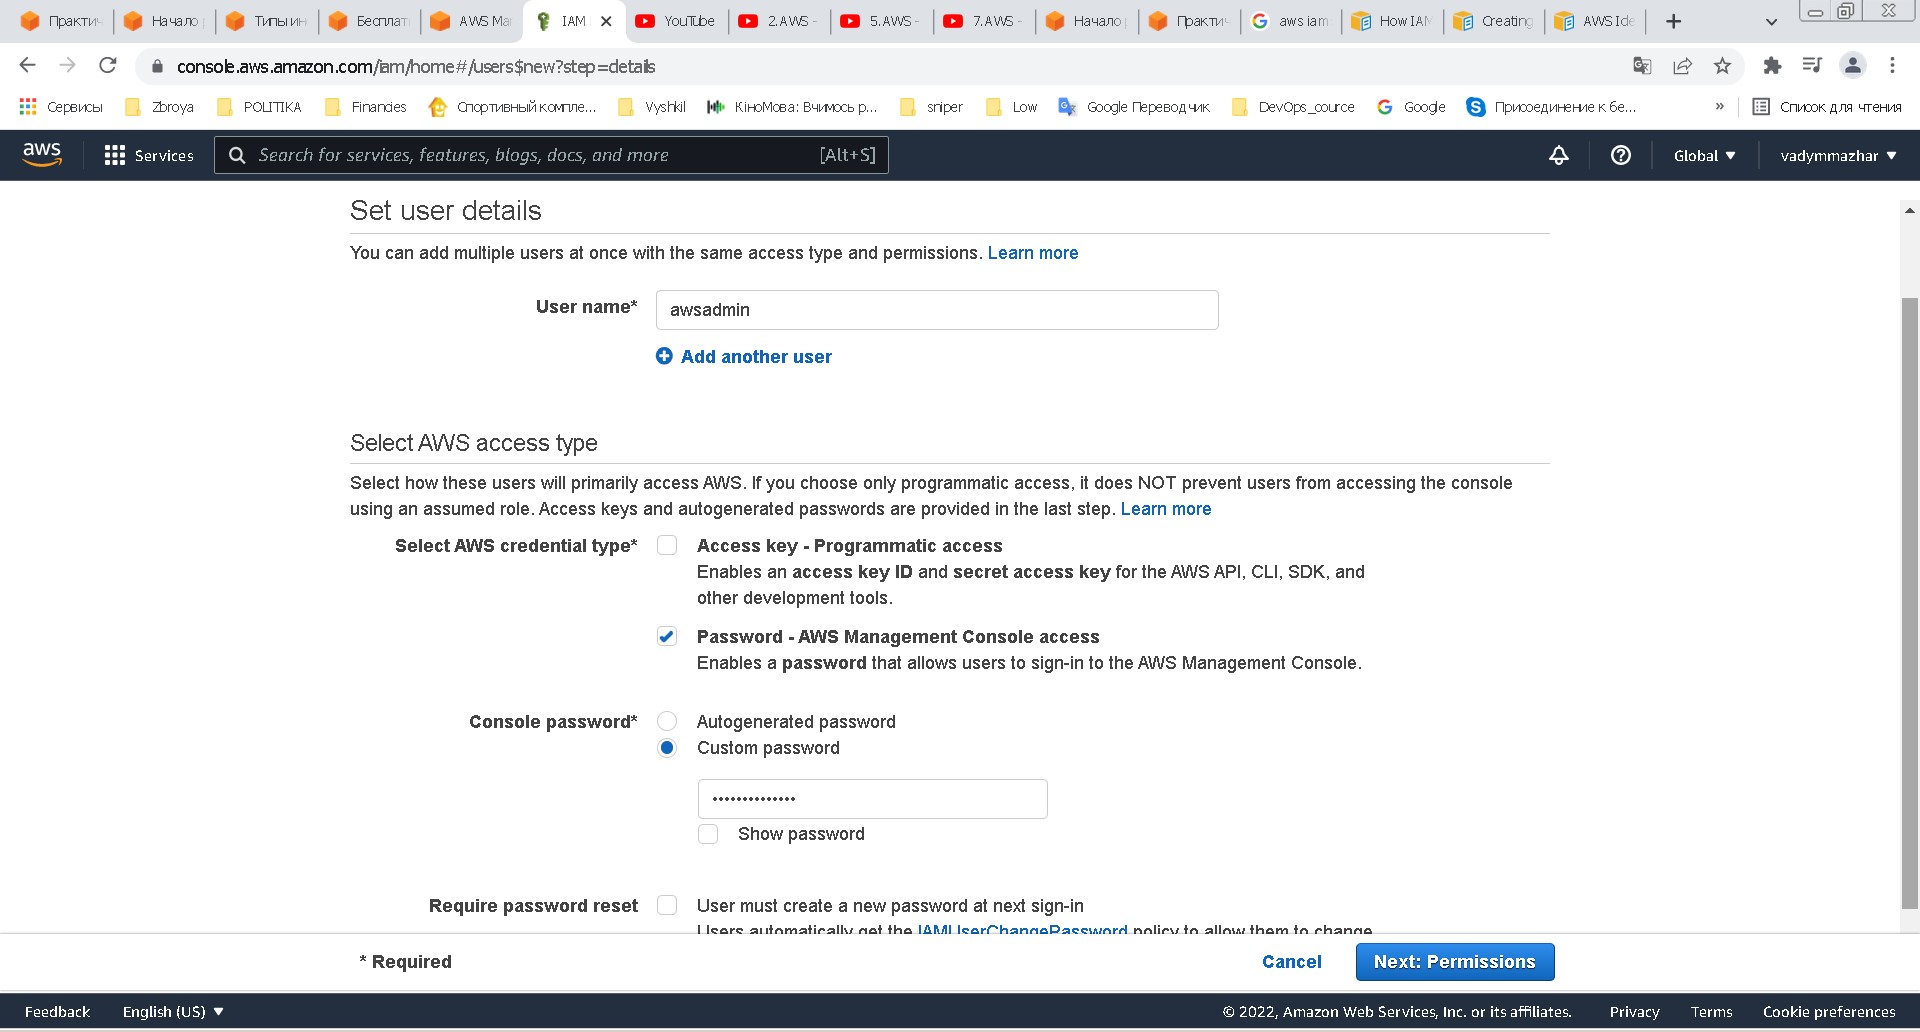 Практич
Начало
Типы ин
Бесплат
AWS Ma
IAM
YouTube
2.AWS -
5.AWS -
7.AWS -
Начало
Практич
aws iam
How IAM
Creating
AWS Ide
console.aws.amazon.com/iam/home#/users$new?step=details
Сервисы
Zbroya
POLITIKA
Financies
Спортивный компле...
Vyshkil
КіноМова: Вчимось р...
sniper
Low
Google Переводчик
DevOps_cource
Google
Присоединение к бе...
»
Список для чтения
aws
Services
Search for services, features, blogs, docs, and more
[Alt+S]
Global
vadymmazhar
Set user details
You can add multiple users at once with the same access type and permissions. Learn more
User name*
awsadmin
Add another user
Select AWS access type
Select how these users will primarily access AWS. If you choose only programmatic access, it does NOT prevent users from accessing the console
using an assumed role. Access keys and autogenerated passwords are provided in the last step. Learn more
Select AWS credential type*
Access key - Programmatic access
Enables an access key ID and secret access key for the AWS API, CLI, SDK, and
other development tools.
Password - AWS Management Console access
Enables a password that allows users to sign-in to the AWS Management Console.
Console password*
Autogenerated password
Custom password
••••••••••••••
Show password
Require password reset
User must create a new password at next sign-in
Users automatically get the IAMUserChangePassword policy to allow them to change
* Required
Cancel
Next: Permissions
Feedback
English (US)
© 2022, Amazon Web Services, Inc. or its affiliates.
Privacy
Terms
Cookie preferences